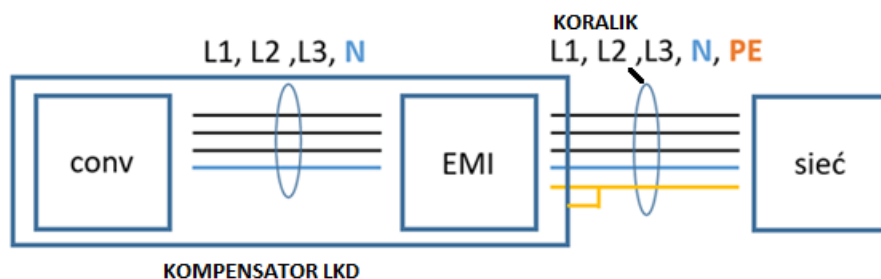 KORALIK
L1, L2 ,L3, N
L1, L2 ,L3, N, PE
conv
EMI
sieć
KOMPENSATOR LKD